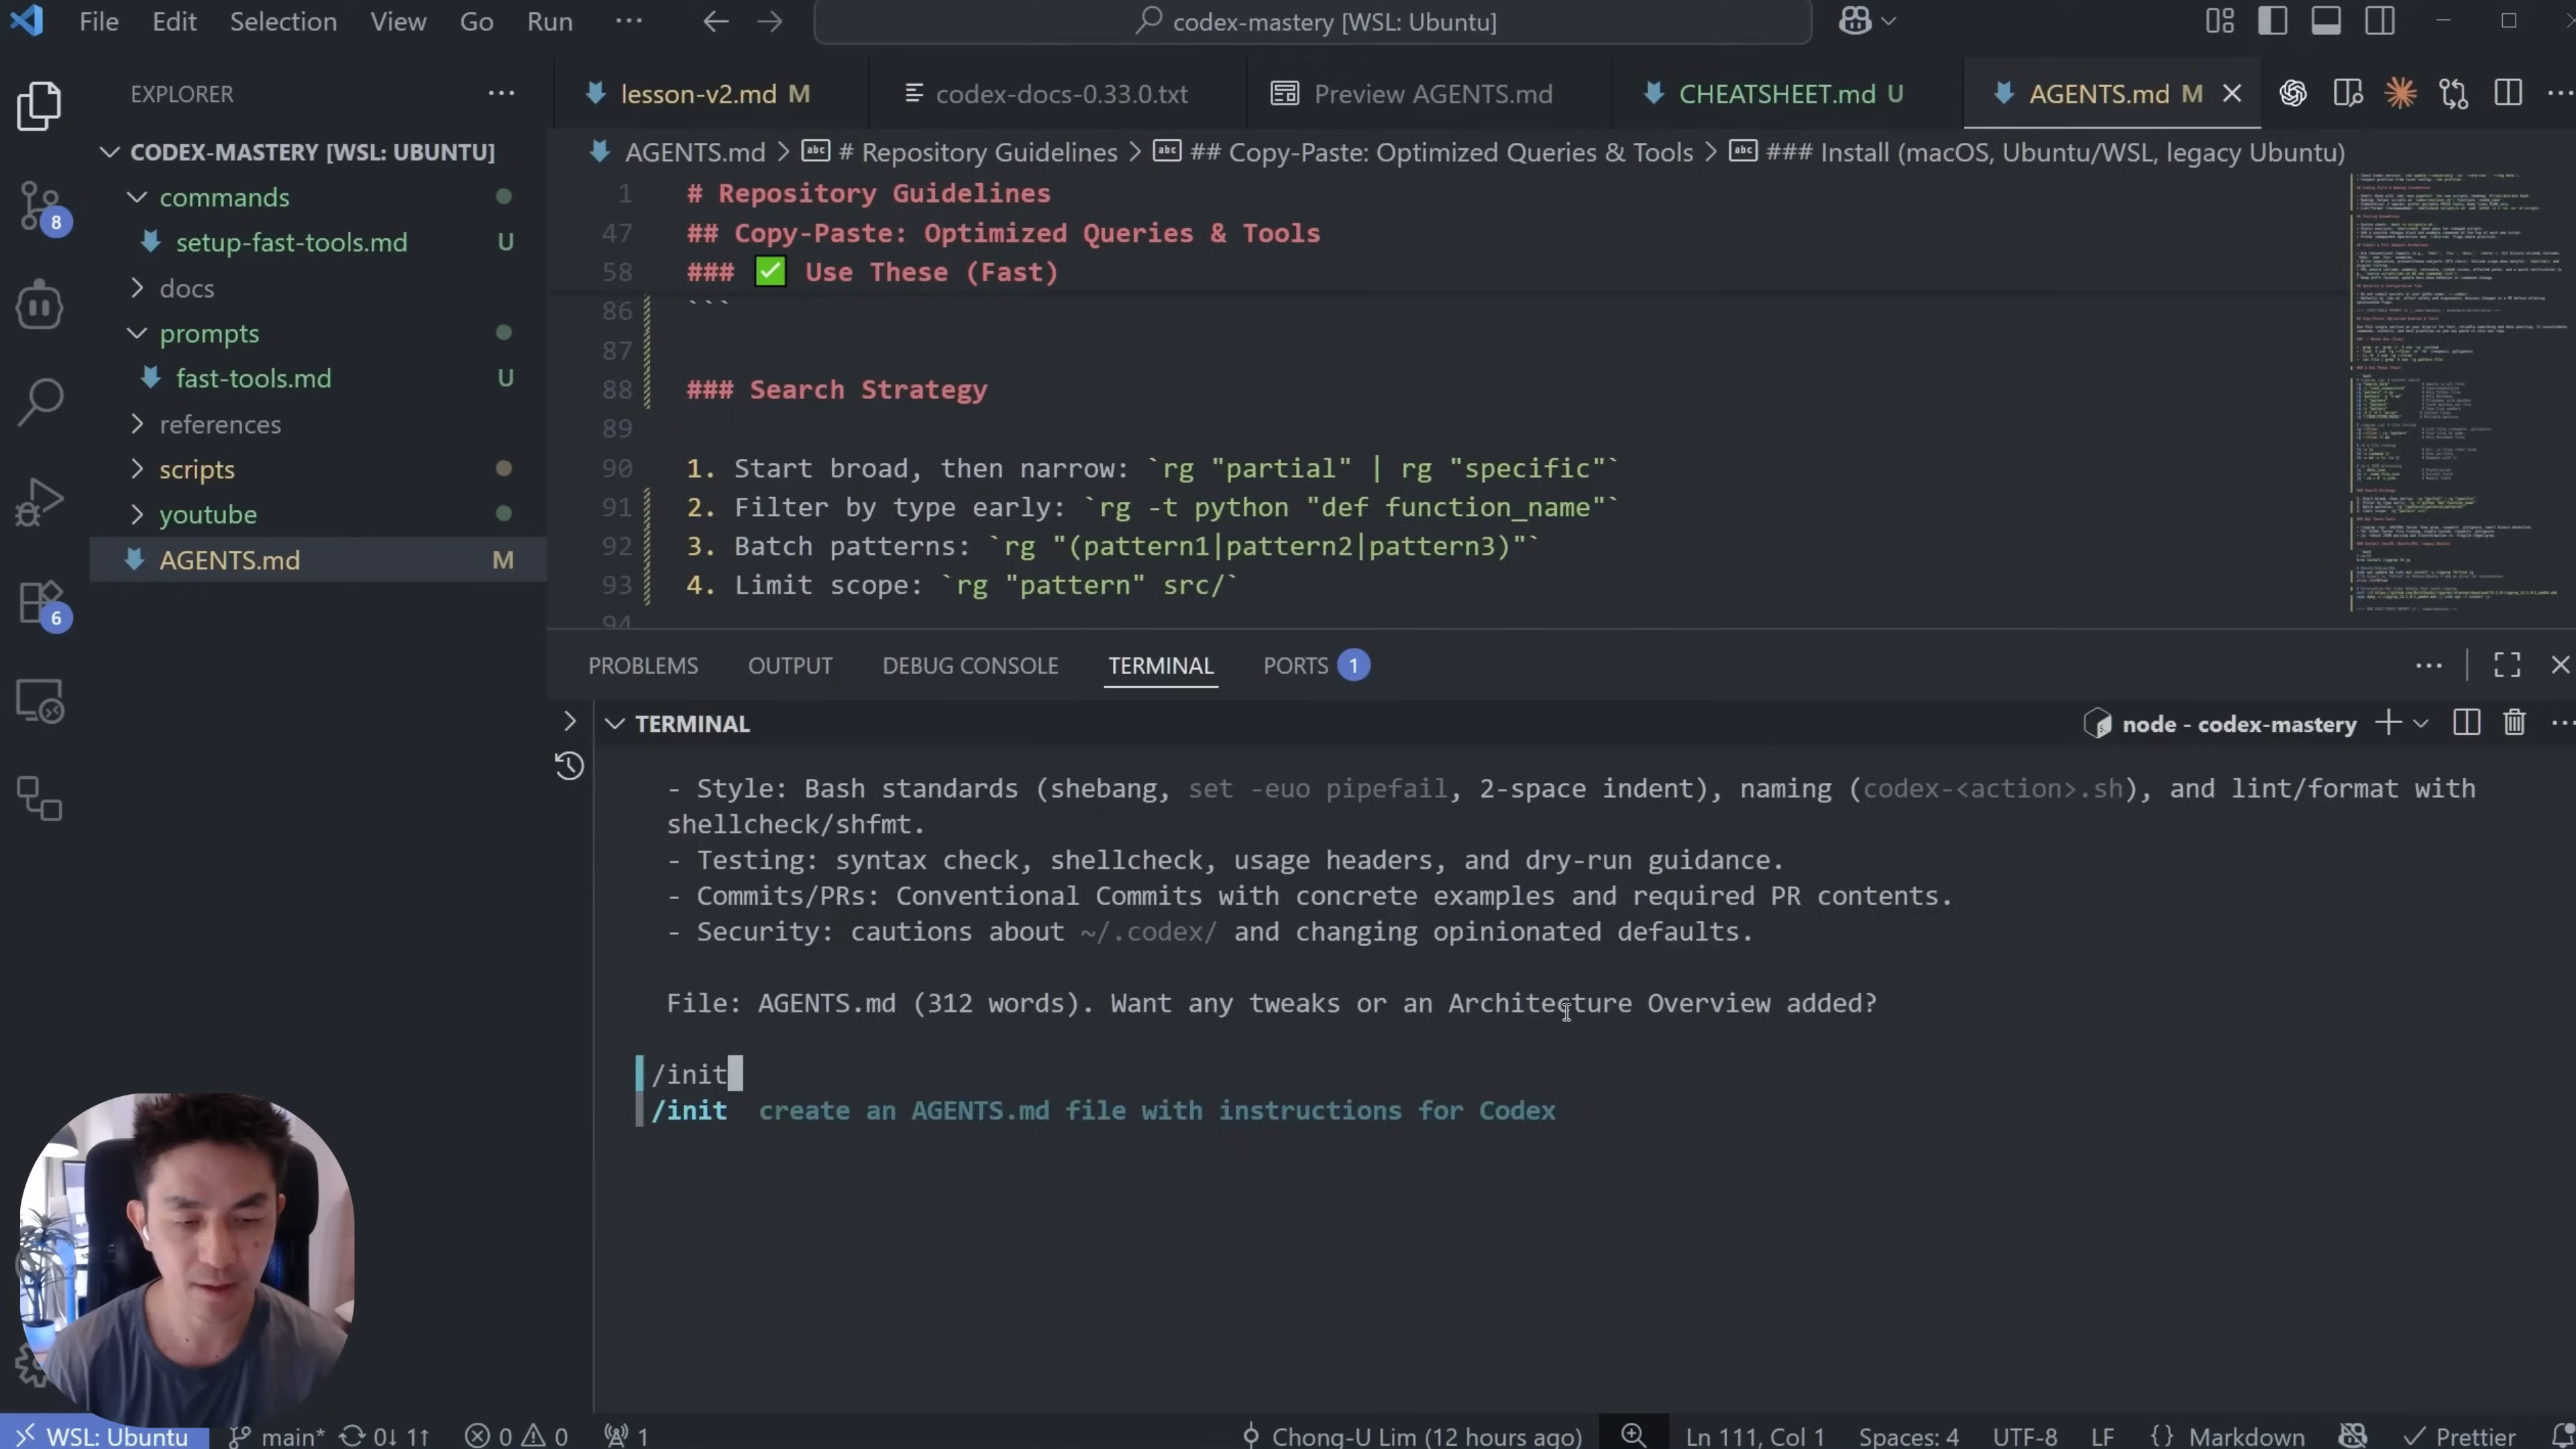 File Edit Selection View Go Run ··· codex-mastery [WSL: Ubuntu]
EXPLORER ···
lesson-v2.md M codex-docs-0.33.0.txt Preview AGENTS.md CHEATSHEET.md U AGENTS.md M
CODEX-MASTERY [WSL: UBUNTU]
commands
setup-fast-tools.md U
docs
prompts
fast-tools.md U
references
scripts
youtube
AGENTS.md M
8
6
AGENTS.md > # Repository Guidelines > ## Copy-Paste: Optimized Queries & Tools > ### Install (macOS, Ubuntu/WSL, legacy Ubuntu)
1 # Repository Guidelines
47 ## Copy-Paste: Optimized Queries & Tools
58 ### ✅ Use These (Fast)
86 ```
87
88 ### Search Strategy
89
90 1. Start broad, then narrow: `rg "partial" | rg "specific"`
91 2. Filter by type early: `rg -t python "def function_name"`
92 3. Batch patterns: `rg "(pattern1|pattern2|pattern3)"`
93 4. Limit scope: `rg "pattern" src/`
94
PROBLEMS OUTPUT DEBUG CONSOLE TERMINAL PORTS 1
TERMINAL node - codex-mastery
- Style: Bash standards (shebang, set -euo pipefail, 2-space indent), naming (codex-<action>.sh), and lint/format with
shellcheck/shfmt.
- Testing: syntax check, shellcheck, usage headers, and dry-run guidance.
- Commits/PRs: Conventional Commits with concrete examples and required PR contents.
- Security: cautions about ~/.codex/ and changing opinionated defaults.
File: AGENTS.md (312 words). Want any tweaks or an Architecture Overview added?
/init
/init create an AGENTS.md file with instructions for Codex
WSL: Ubuntu main* 0↓ 1↑ 0 0 1 Chong-U Lim (12 hours ago) Ln 111, Col 1 Spaces: 4 UTF-8 LF {} Markdown Prettier